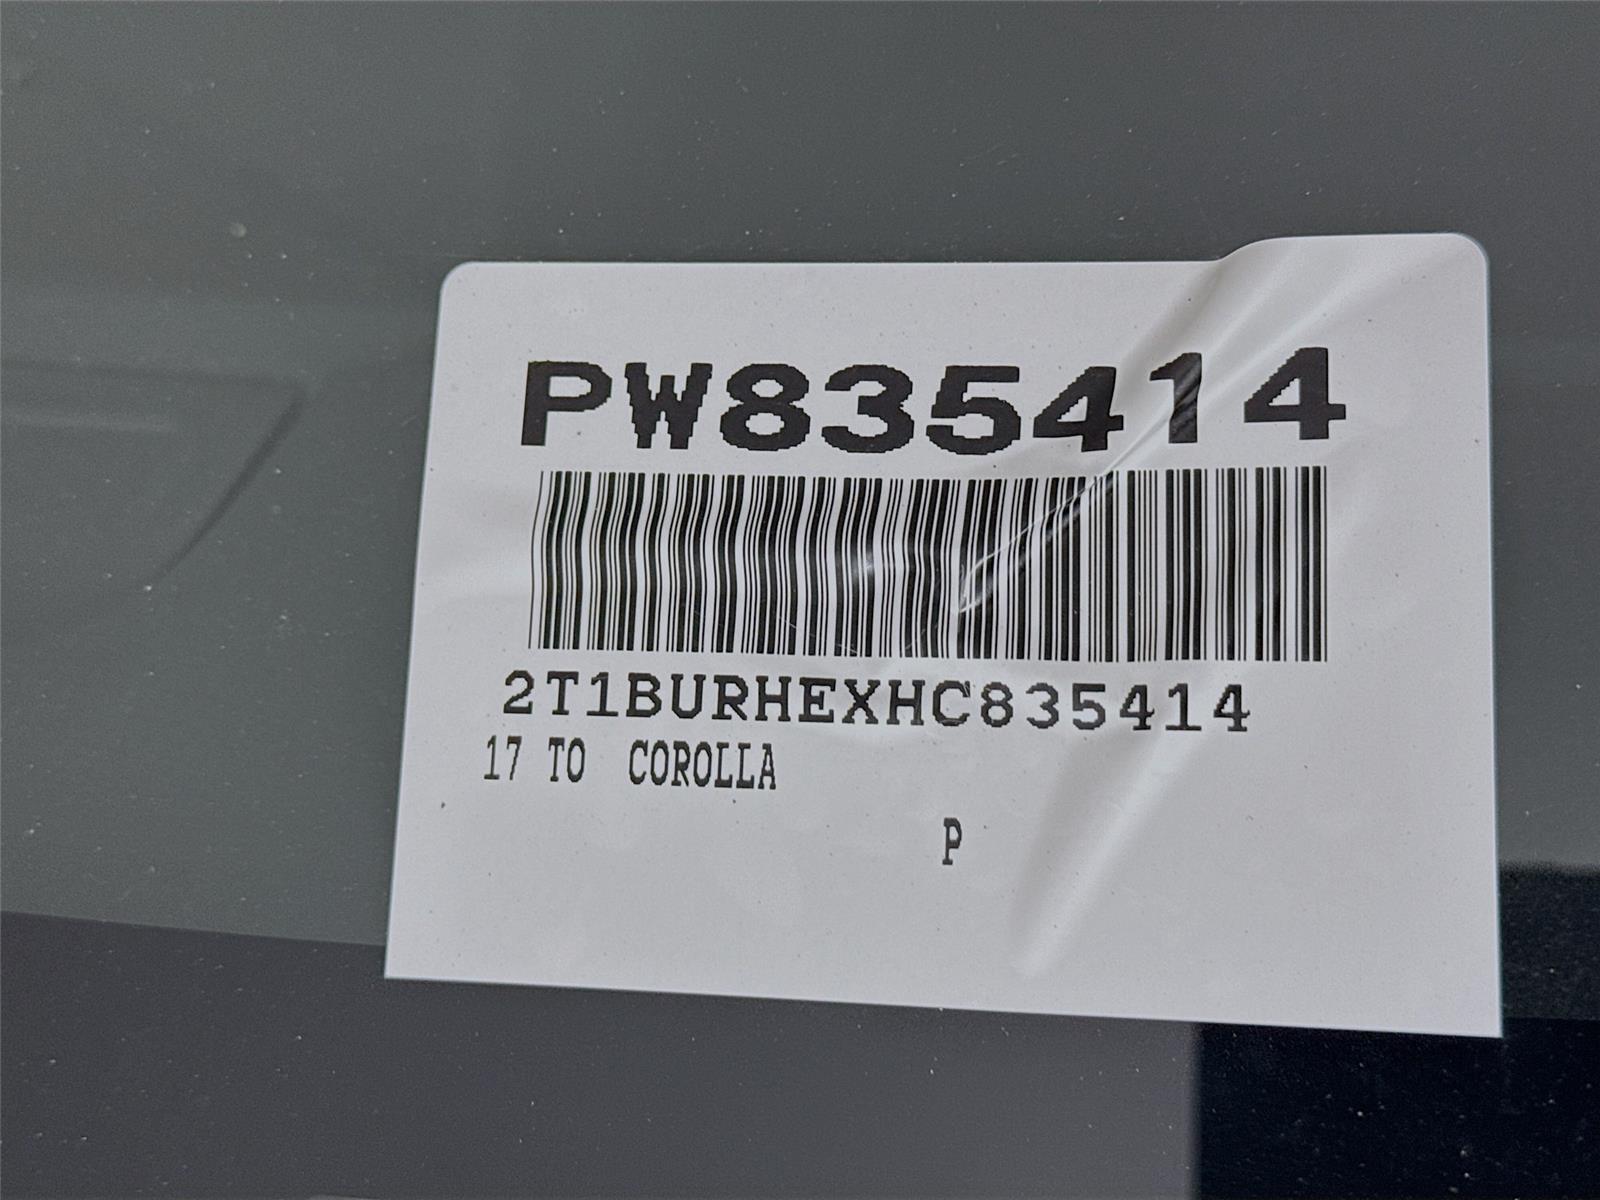 PW835414
2T1BURHEXHC835414
17 TO COROLLA
P